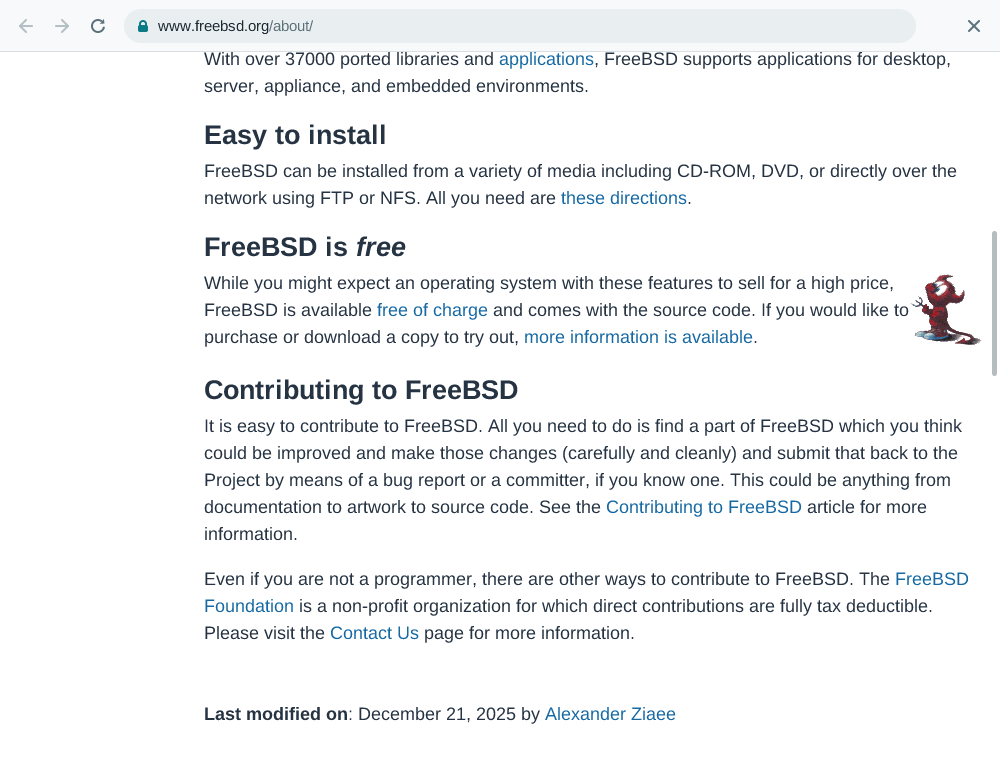 www.freebsd.org/about/
With over 37000 ported libraries and applications, FreeBSD supports applications for desktop,
server, appliance, and embedded environments.
Easy to install
FreeBSD can be installed from a variety of media including CD-ROM, DVD, or directly over the
network using FTP or NFS. All you need are these directions.
FreeBSD is free
While you might expect an operating system with these features to sell for a high price,
FreeBSD is available free of charge and comes with the source code. If you would like to
purchase or download a copy to try out, more information is available.
Contributing to FreeBSD
It is easy to contribute to FreeBSD. All you need to do is find a part of FreeBSD which you think
could be improved and make those changes (carefully and cleanly) and submit that back to the
Project by means of a bug report or a committer, if you know one. This could be anything from
documentation to artwork to source code. See the Contributing to FreeBSD article for more
information.
Even if you are not a programmer, there are other ways to contribute to FreeBSD. The FreeBSD
Foundation is a non-profit organization for which direct contributions are fully tax deductible.
Please visit the Contact Us page for more information.
Last modified on: December 21, 2025 by Alexander Ziaee